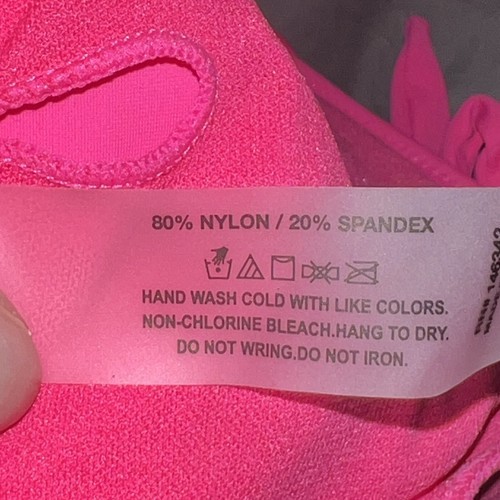 80% NYLON / 20% SPANDEX
HAND WASH COLD WITH LIKE COLORS.
NON-CHLORINE BLEACH.HANG TO DRY.
DO NOT WRING.DO NOT IRON.
146342